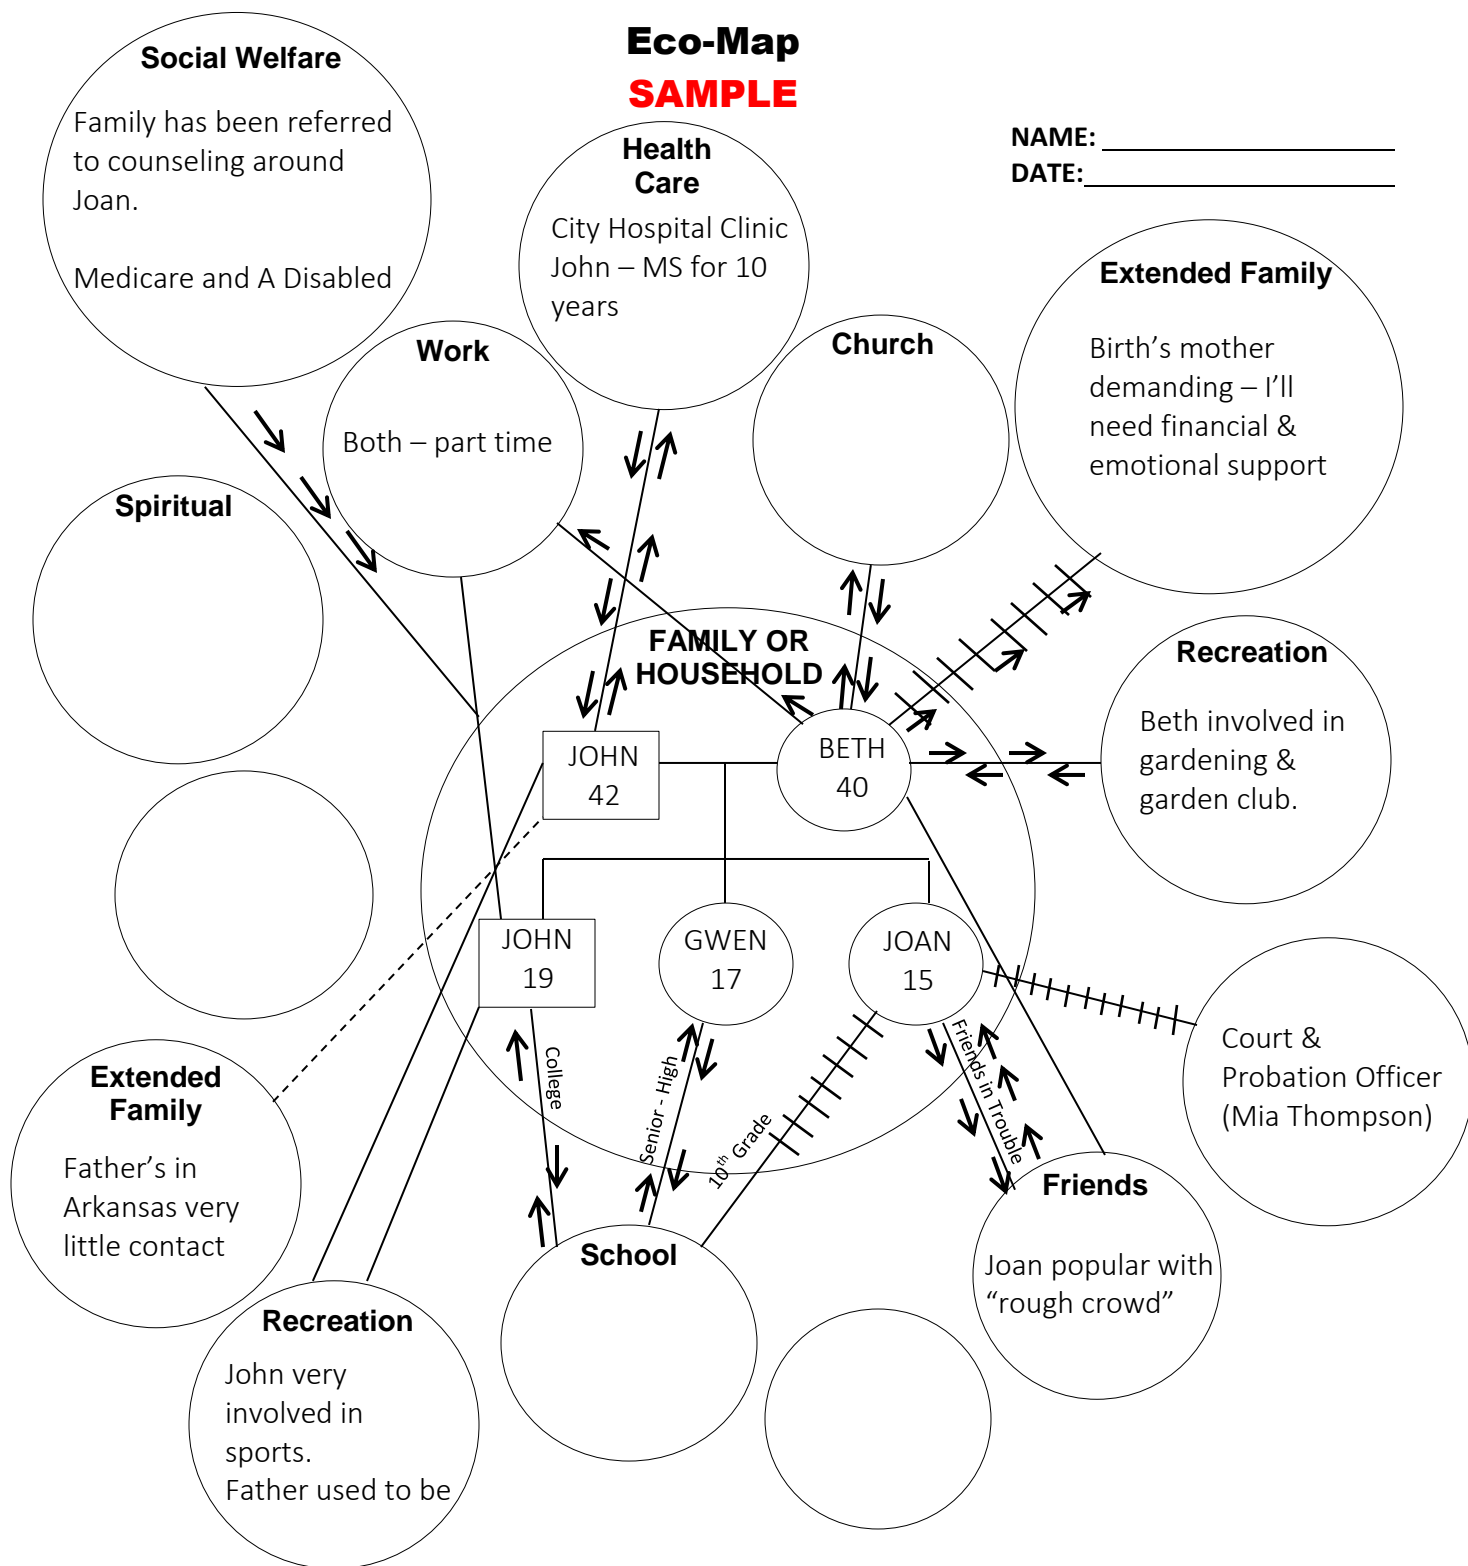 Eco-Map
SAMPLE
NAME:
DATE:
Social Welfare
Family has been referred
to counseling around
Joan.
Medicare and A Disabled
Health
Care
City Hospital Clinic
John – MS for 10
years
Extended Family
Birth’s mother
demanding – I’ll
need financial &
emotional support
Work
Both – part time
Church
Spiritual
FAMILY OR
HOUSEHOLD
Recreation
Beth involved in
gardening &
garden club.
JOHN
42
BETH
40
JOHN
19
GWEN
17
JOAN
15
College
Senior - High
10th Grade
Friends in Trouble
Court &
Probation Officer
(Mia Thompson)
Extended
Family
Father’s in
Arkansas very
little contact
Friends
Joan popular with
“rough crowd”
School
Recreation
John very
involved in
sports.
Father used to be